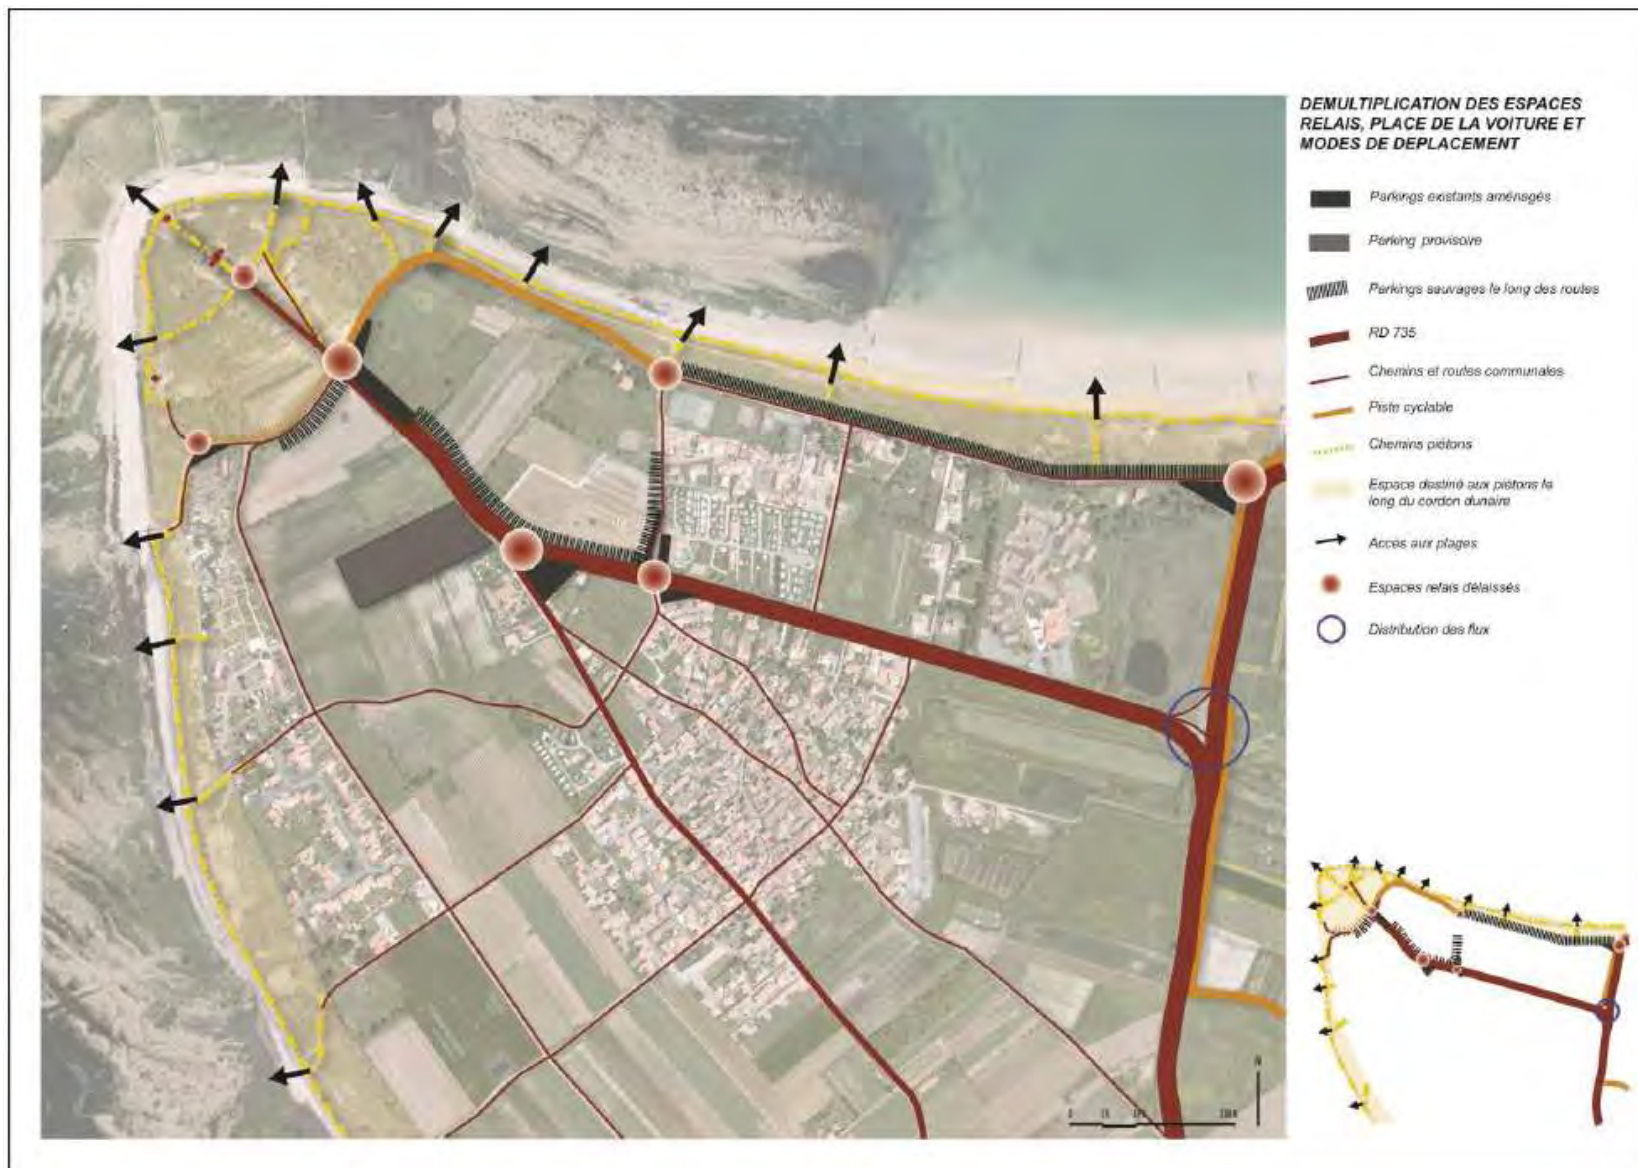 DEMULTIPLICATION DES ESPACES
RELAIS, PLACE DE LA VOITURE ET
MODES DE DEPLACEMENT
Parkings existants aménagés
Parking provisoire
Parkings sauvages le long des routes
RD 735
Chemins et routes communales
Piste cyclable
Chemins piétons
Espace destiné aux piétons le
long du cordon dunaire
Accès aux plages
Espaces relais délaissés
Distribution des flux
N
0